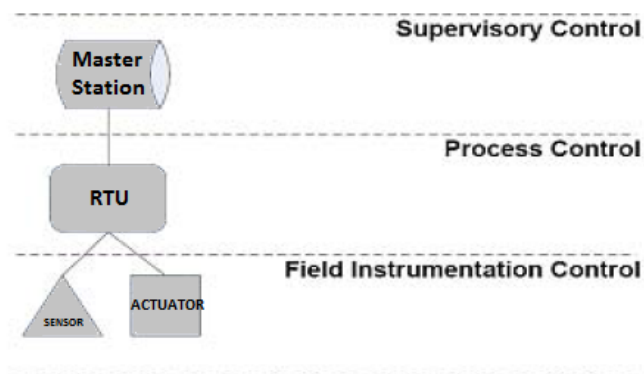 Supervisory Control
Master
Station
Process Control
RTU
Field Instrumentation Control
SENSOR
ACTUATOR